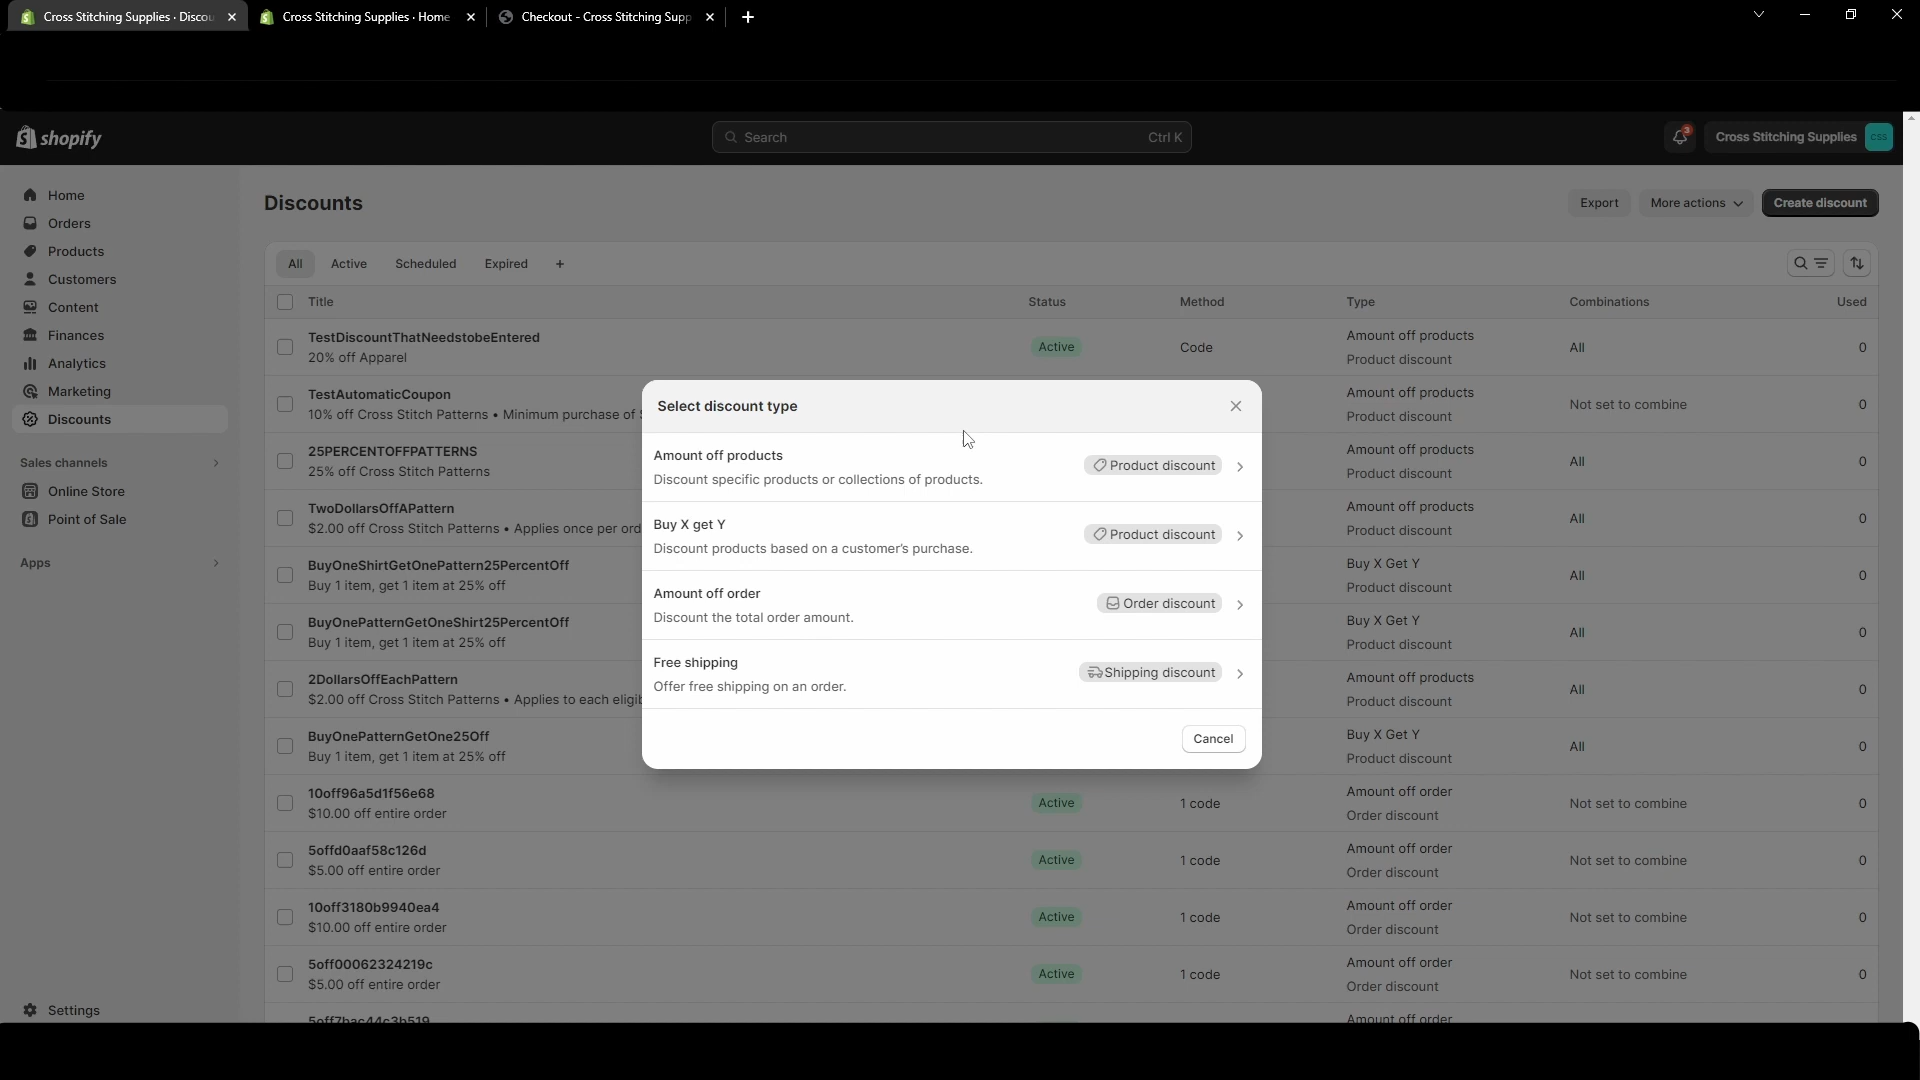 Cross Stitching Supplies · Discou
Cross Stitching Supplies · Home
Checkout - Cross Stitching Supp
shopify
Search
Ctrl K
3
Cross Stitching Supplies
CSS
Home
Orders
Products
Customers
Content
Finances
Analytics
Marketing
Discounts
Sales channels
Online Store
Point of Sale
Apps
Settings
Discounts
Export
More actions
Create discount
All
Active
Scheduled
Expired
+
Title
Status
Method
Type
Combinations
Used
TestDiscountThatNeedstobeEntered
20% off Apparel
Active
Code
Amount off products
Product discount
All
0
TestAutomaticCoupon
10% off Cross Stitch Patterns • Minimum purchase of
Amount off products
Product discount
Not set to combine
0
25PERCENTOFFPATTERNS
25% off Cross Stitch Patterns
Amount off products
Product discount
All
0
TwoDollarsOffAPattern
$2.00 off Cross Stitch Patterns • Applies once per ord
Amount off products
Product discount
All
0
BuyOneShirtGetOnePattern25PercentOff
Buy 1 item, get 1 item at 25% off
Buy X Get Y
Product discount
All
0
BuyOnePatternGetOneShirt25PercentOff
Buy 1 item, get 1 item at 25% off
Buy X Get Y
Product discount
All
0
2DollarsOffEachPattern
$2.00 off Cross Stitch Patterns • Applies to each eligib
Amount off products
Product discount
All
0
BuyOnePatternGetOne25Off
Buy 1 item, get 1 item at 25% off
Buy X Get Y
Product discount
All
0
10off96a5d1f56e68
$10.00 off entire order
Active
1 code
Amount off order
Order discount
Not set to combine
0
5offd0aaf58c126d
$5.00 off entire order
Active
1 code
Amount off order
Order discount
Not set to combine
0
10off3180b9940ea4
$10.00 off entire order
Active
1 code
Amount off order
Order discount
Not set to combine
0
5off00062324219c
$5.00 off entire order
Active
1 code
Amount off order
Order discount
Not set to combine
0
5off7bac44c3b519
Amount off order
Select discount type
Amount off products
Discount specific products or collections of products.
Product discount
Buy X get Y
Discount products based on a customer's purchase.
Product discount
Amount off order
Discount the total order amount.
Order discount
Free shipping
Offer free shipping on an order.
Shipping discount
Cancel